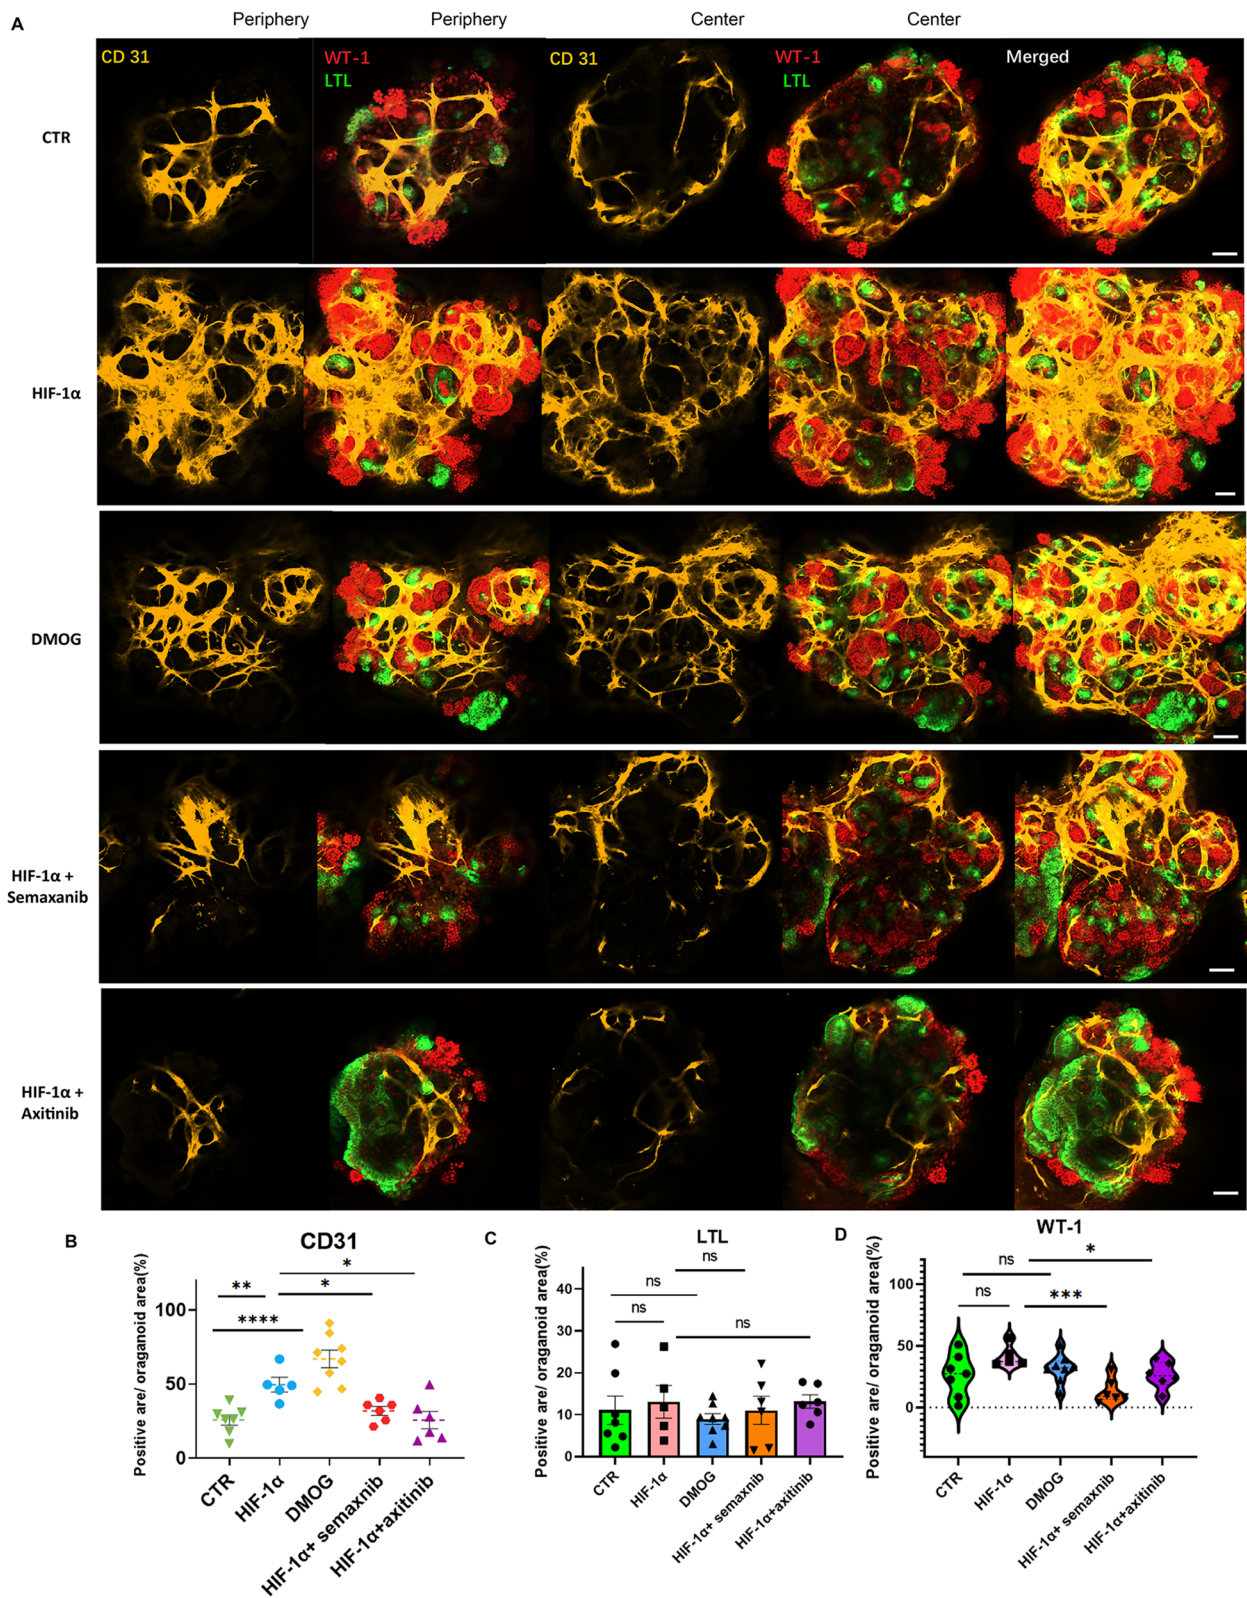 A
Periphery Periphery Center Center
CD 31 WT-1 LTL CD 31 WT-1 LTL Merged
CTR
HIF-1α
DMOG
HIF-1α +
Semaxanib
HIF-1α +
Axitinib
B
CD31
Positive are/ oraganoid area(%)
100
50
0
**
****
*
*
CTR
HIF-1α
DMOG
HIF-1α+ semaxnib
HIF-1α+axitinib
C
LTL
Positive are/ oraganoid area(%)
40
30
20
10
0
ns
ns
ns
ns
CTR
HIF-1α
DMOG
HIF-1α+ semaxnib
HIF-1α+axitinib
D
WT-1
Positive are/ oraganoid area(%)
100
50
0
ns
*
ns
***
CTR
HIF-1α
DMOG
HIF-1α+ semaxnib
HIF-1α+axitinib